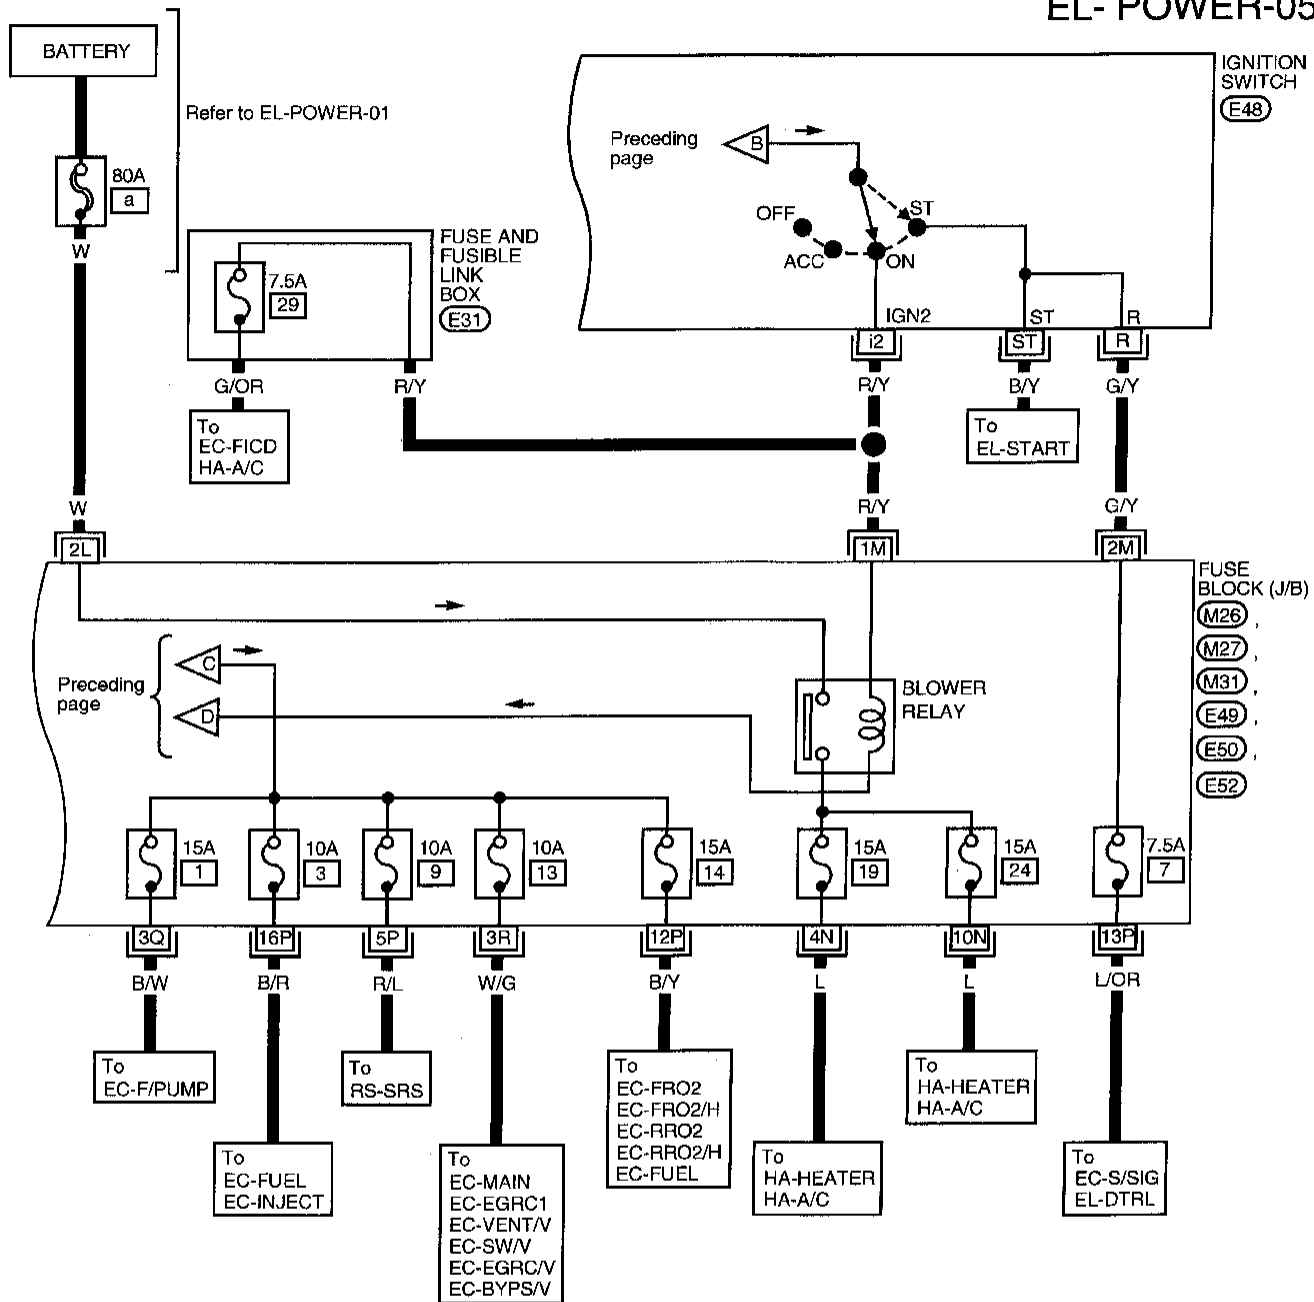 EL- POWER-05
BATTERY
Refer to EL-POWER-01
80A
a
W
W
2L
FUSE AND
FUSIBLE
LINK
BOX
E31
7.5A
29
G/OR
R/Y
To
EC-FICD
HA-A/C
IGNITION
SWITCH
E48
Preceding
page
B
OFF
ACC
ON
ST
IGN2
ST
R
i2
ST
R
R/Y
B/Y
G/Y
To
EL-START
R/Y
G/Y
1M
2M
FUSE
BLOCK (J/B)
M26 ,
M27 ,
M31 ,
E49 ,
E50 ,
E52
Preceding
page
C
D
BLOWER
RELAY
15A
1
10A
3
10A
9
10A
13
15A
14
15A
19
15A
24
7.5A
7
3Q
16P
5P
3R
12P
4N
10N
13P
B/W
B/R
R/L
W/G
B/Y
L
L
L/OR
To
EC-F/PUMP
To
EC-FUEL
EC-INJECT
To
RS-SRS
To
EC-MAIN
EC-EGRC1
EC-VENT/V
EC-SW/V
EC-EGRC/V
EC-BYPS/V
To
EC-FRO2
EC-FRO2/H
EC-RRO2
EC-RRO2/H
EC-FUEL
To
HA-HEATER
HA-A/C
To
HA-HEATER
HA-A/C
To
EC-S/SIG
EL-DTRL